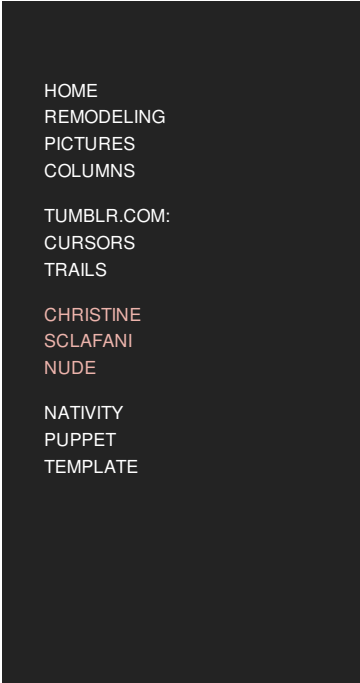 HOME
REMODELING
PICTURES
COLUMNS
TUMBLR.COM:
CURSORS
TRAILS
CHRISTINE
SCLAFANI
NUDE
NATIVITY
PUPPET
TEMPLATE